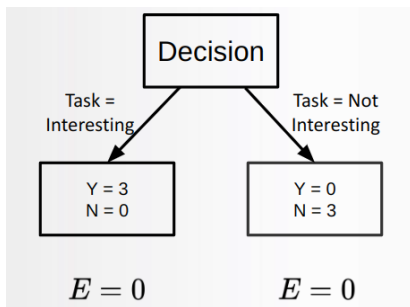 Decision
Task =
Interesting
Task = Not
Interesting
Y = 3
N = 0
Y = 0
N = 3
E = 0
E = 0